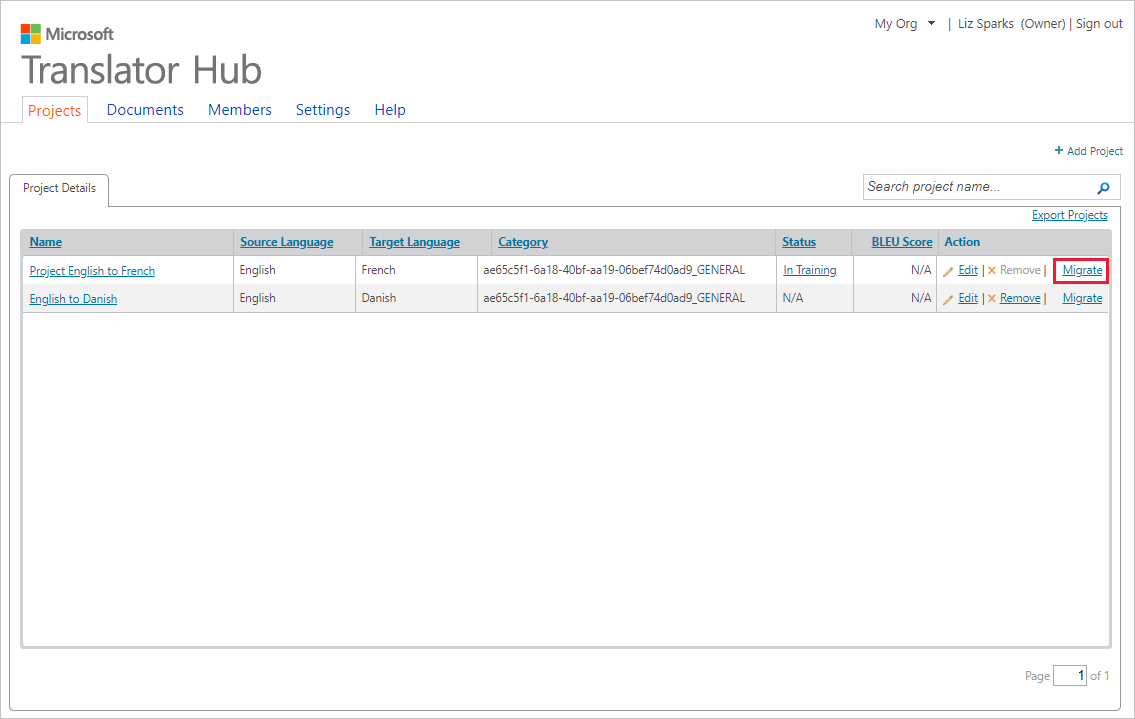 Microsoft
My Org | Liz Sparks (Owner) | Sign out
Translator Hub
Projects Documents Members Settings Help
+ Add Project
Project Details
Search project name...
Export Projects
Name Source Language Target Language Category Status BLEU Score Action
Project English to French English French ae65c5f1-6a18-40bf-aa19-06bef74d0ad9_GENERAL In Training N/A Edit | × Remove | Migrate
English to Danish English Danish ae65c5f1-6a18-40bf-aa19-06bef74d0ad9_GENERAL N/A N/A Edit | × Remove | Migrate
Page 1 of 1